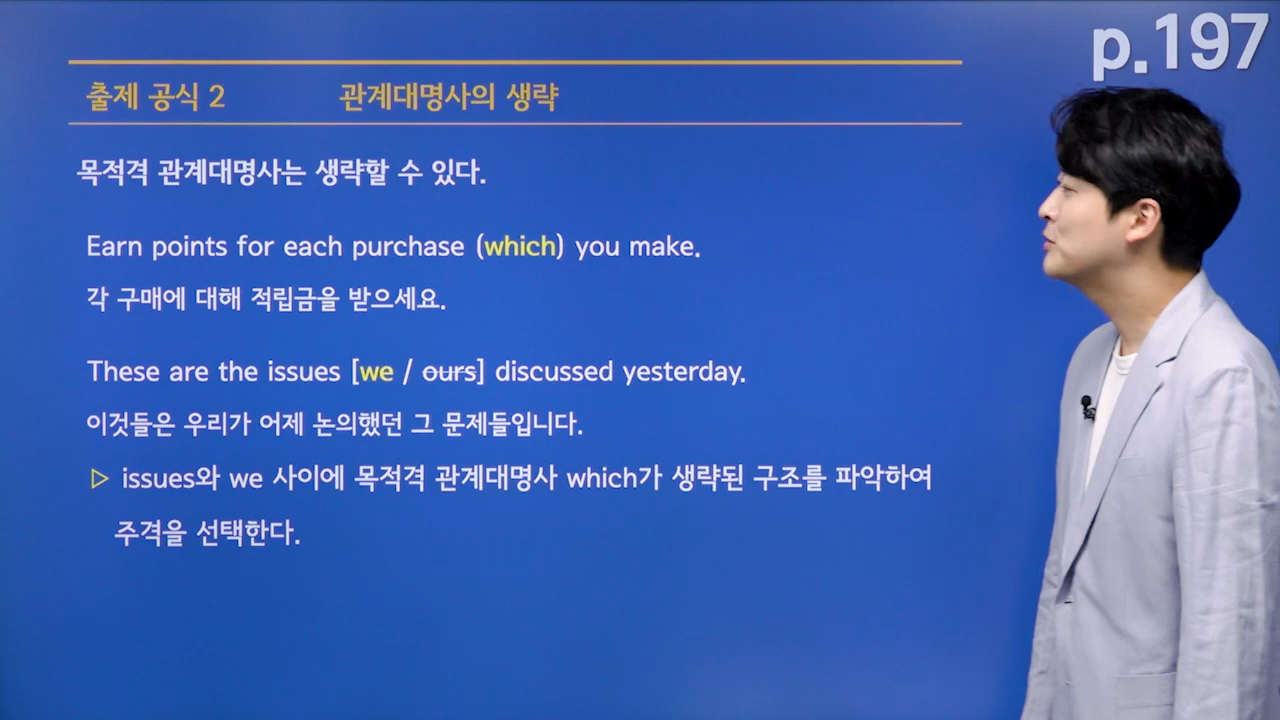 p.197
출제 공식 2 관계대명사의 생략
목적격 관계대명사는 생략할 수 있다.
Earn points for each purchase (which) you make.
각 구매에 대해 적립금을 받으세요.
These are the issues [we / ours] discussed yesterday.
이것들은 우리가 어제 논의했던 그 문제들입니다.
▷ issues와 we 사이에 목적격 관계대명사 which가 생략된 구조를 파악하여
주격을 선택한다.